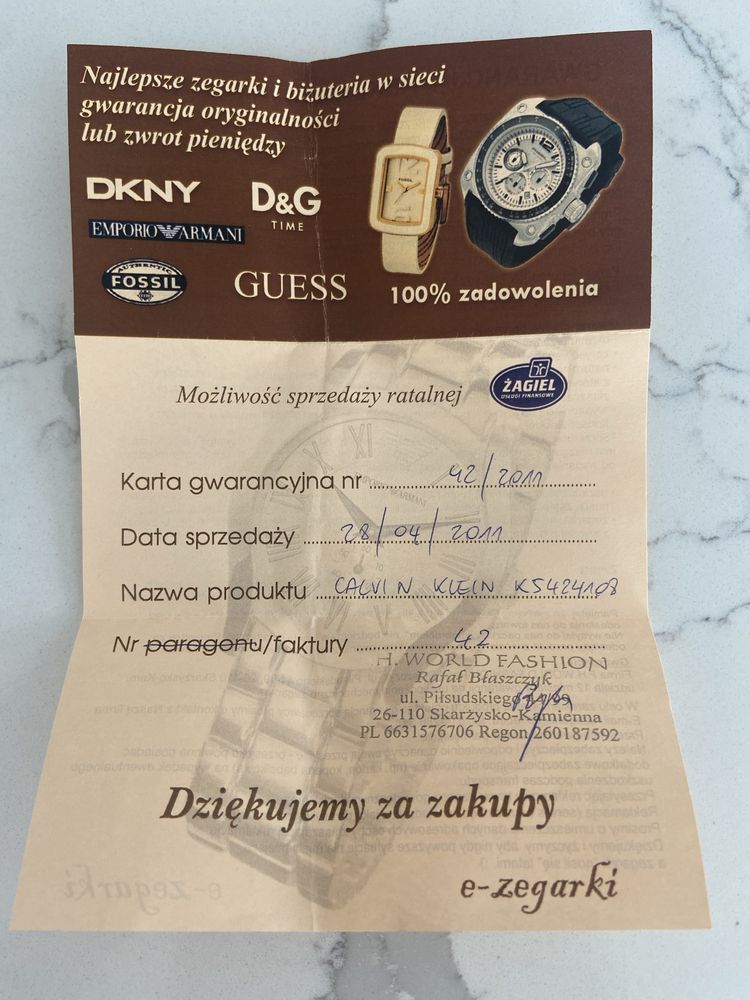 Najlepsze zegarki i biżuteria w sieci
gwarancja oryginalności
lub zwrot pieniędzy
DKNY
D&G
TIME
EMPORIO ARMANI
AUTHENTIC
FOSSIL
GUESS
100% zadowolenia
Możliwość sprzedaży ratalnej
ŻAGIEL
USŁUGI FINANSOWE
Karta gwarancyjna nr 42/2011
Data sprzedaży 28/04/2011
Nazwa produktu CALVIN KLEIN K5424108
Nr paragonu/faktury 42
H. WORLD FASHION
Rafał Błaszczyk
ul. Piłsudskiego
26-110 Skarżysko-Kamienna
PL 6631576706 Regon 260187592
Dziękujemy za zakupy
e-zegarki